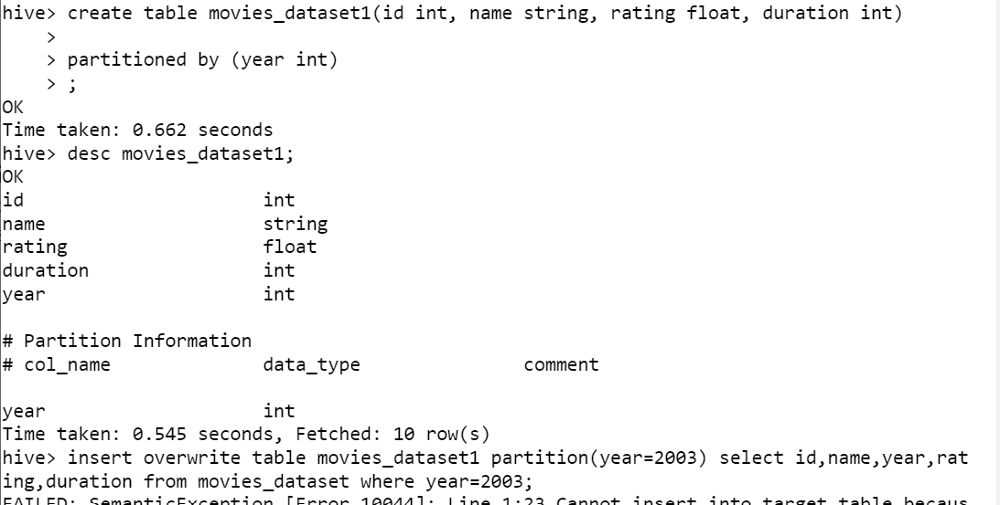 hive> create table movies_dataset1(id int, name string, rating float, duration int)
    >
    > partitioned by (year int)
    > ;
OK
Time taken: 0.662 seconds
hive> desc movies_dataset1;
OK
id                      int
name                    string
rating                  float
duration                int
year                    int

# Partition Information
# col_name              data_type               comment

year                    int
Time taken: 0.545 seconds, Fetched: 10 row(s)
hive> insert overwrite table movies_dataset1 partition(year=2003) select id,name,year,rat
ing,duration from movies_dataset where year=2003;
FAILED: SemanticException [Error 10044]: Line 1:23 Cannot insert into target table becaus